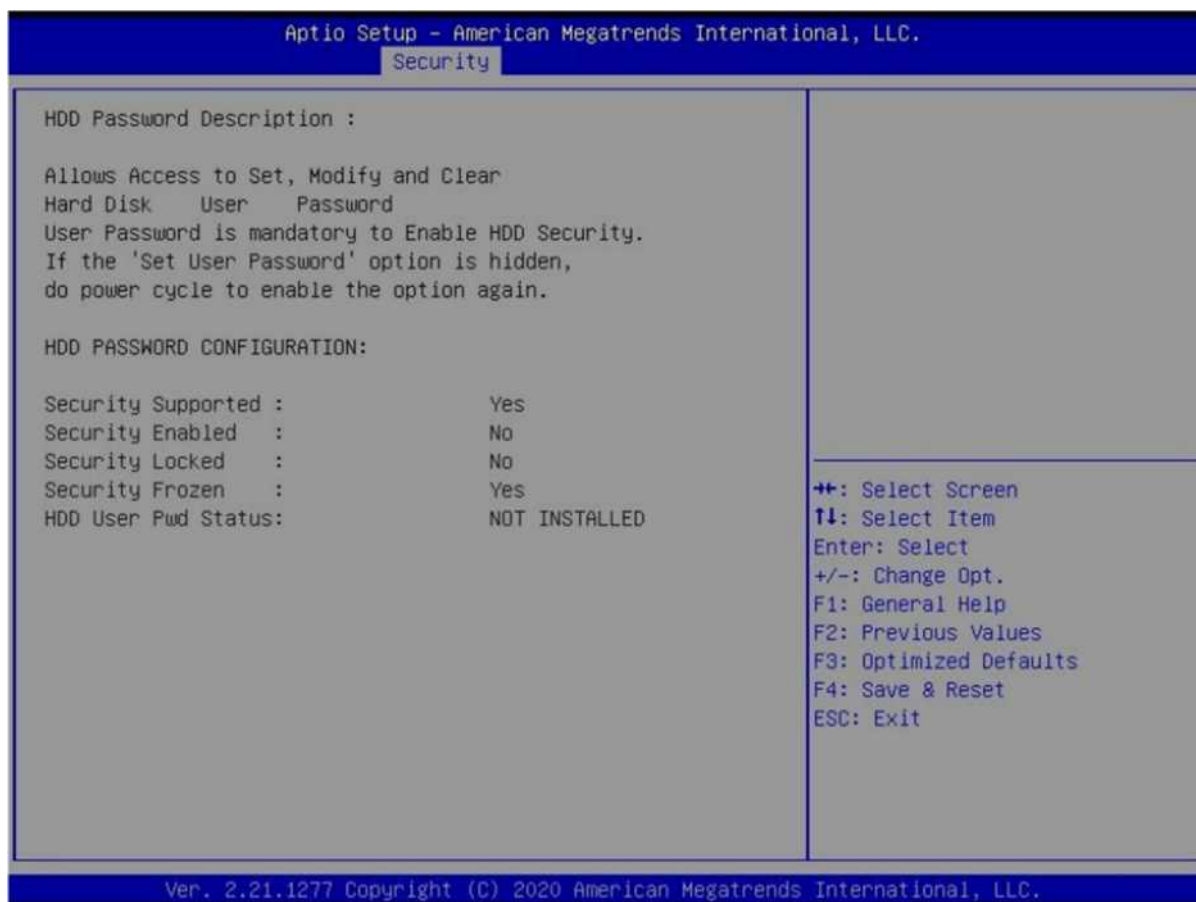 Aptio Setup – American Megatrends International, LLC.
Security
HDD Password Description :
Allows Access to Set, Modify and Clear
Hard Disk User Password
User Password is mandatory to Enable HDD Security.
If the 'Set User Password' option is hidden,
do power cycle to enable the option again.
HDD PASSWORD CONFIGURATION:
Security Supported : Yes
Security Enabled : No
Security Locked : No
Security Frozen : Yes
HDD User Pwd Status: NOT INSTALLED
→←: Select Screen
↑↓: Select Item
Enter: Select
+/-: Change Opt.
F1: General Help
F2: Previous Values
F3: Optimized Defaults
F4: Save & Reset
ESC: Exit
Ver. 2.21.1277 Copyright (C) 2020 American Megatrends International, LLC.